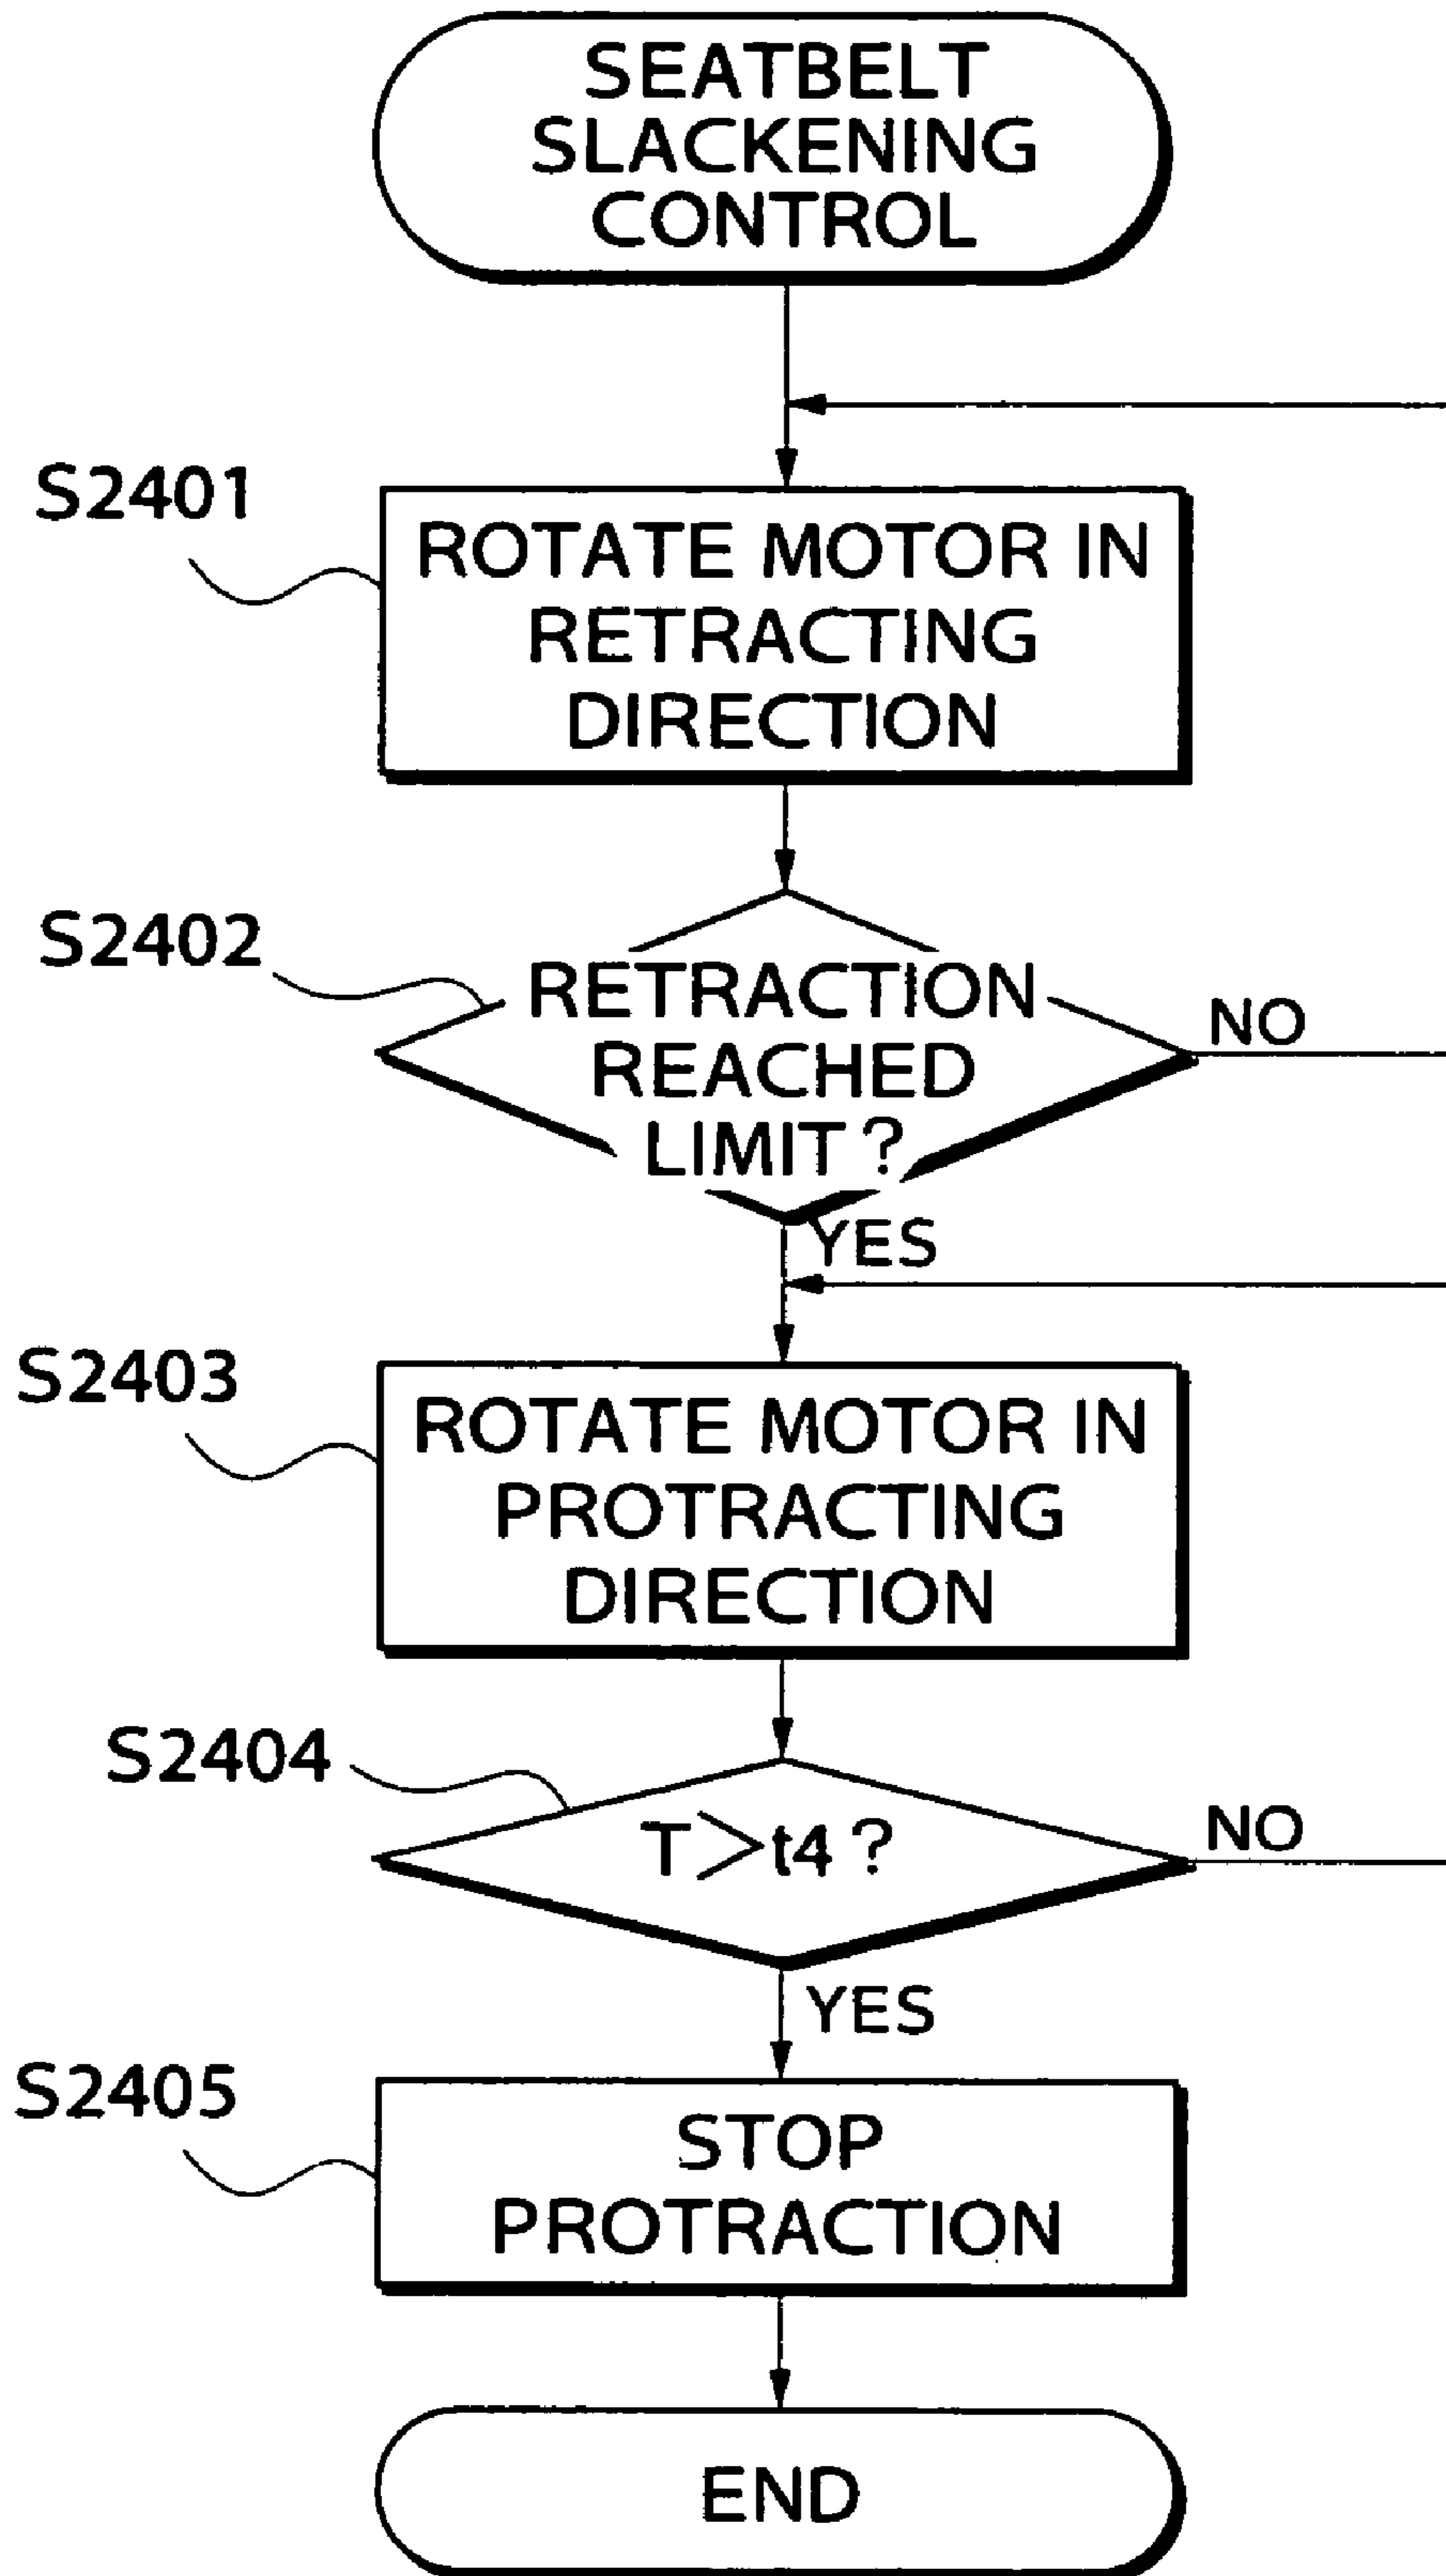 SEATBELT
SLACKENING
CONTROL
S2401
ROTATE MOTOR IN
RETRACTING
DIRECTION
S2402
RETRACTION
REACHED
LIMIT?
NO
YES
S2403
ROTATE MOTOR IN
PROTRACTING
DIRECTION
S2404
T>t4?
NO
YES
S2405
STOP
PROTRACTION
END